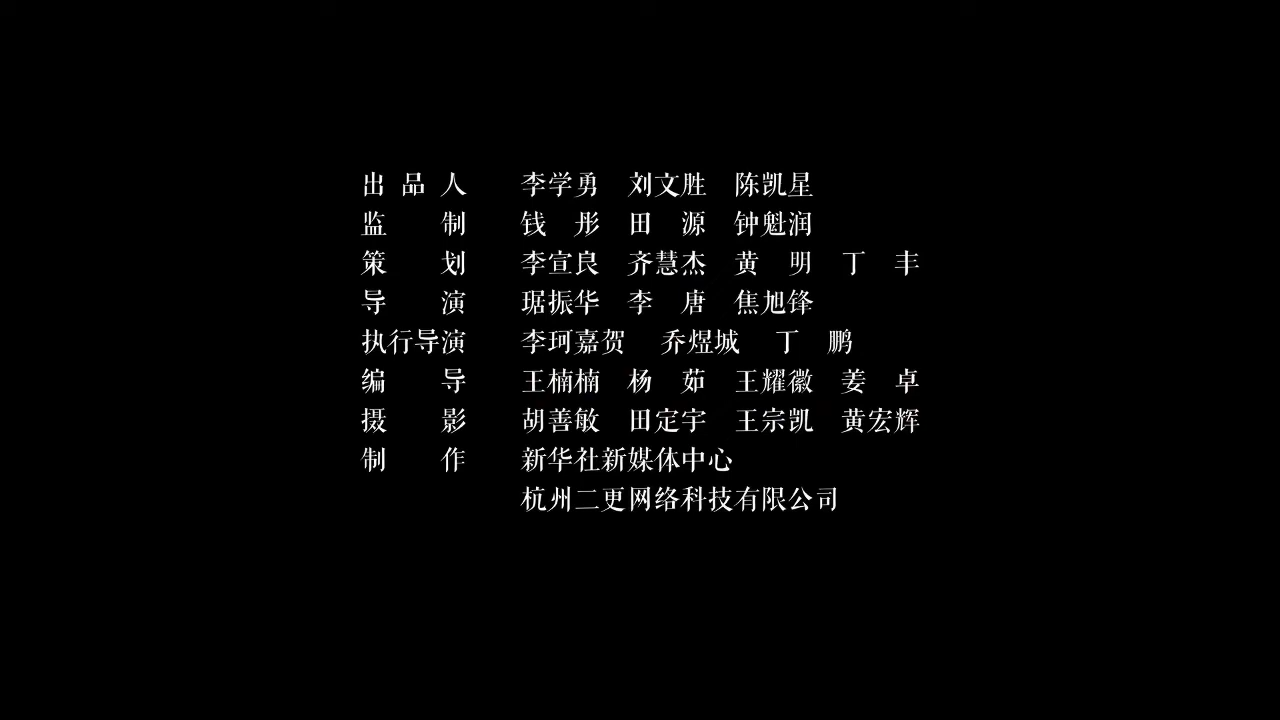 出品人 李学勇 刘文胜 陈凯星
监制 钱彤 田源 钟魁润
策划 李宣良 齐慧杰 黄明 丁丰
导演 琚振华 李唐 焦旭锋
执行导演 李珂嘉贺 乔煜城 丁鹏
编导 王楠楠 杨茹 王耀徽 姜卓
摄影 胡善敏 田定宇 王宗凯 黄宏辉
制作 新华社新媒体中心
杭州二更网络科技有限公司